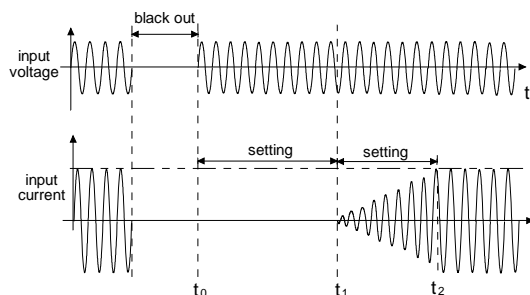 black out
input
voltage
t
setting
setting
input
current
t0
t1
t2